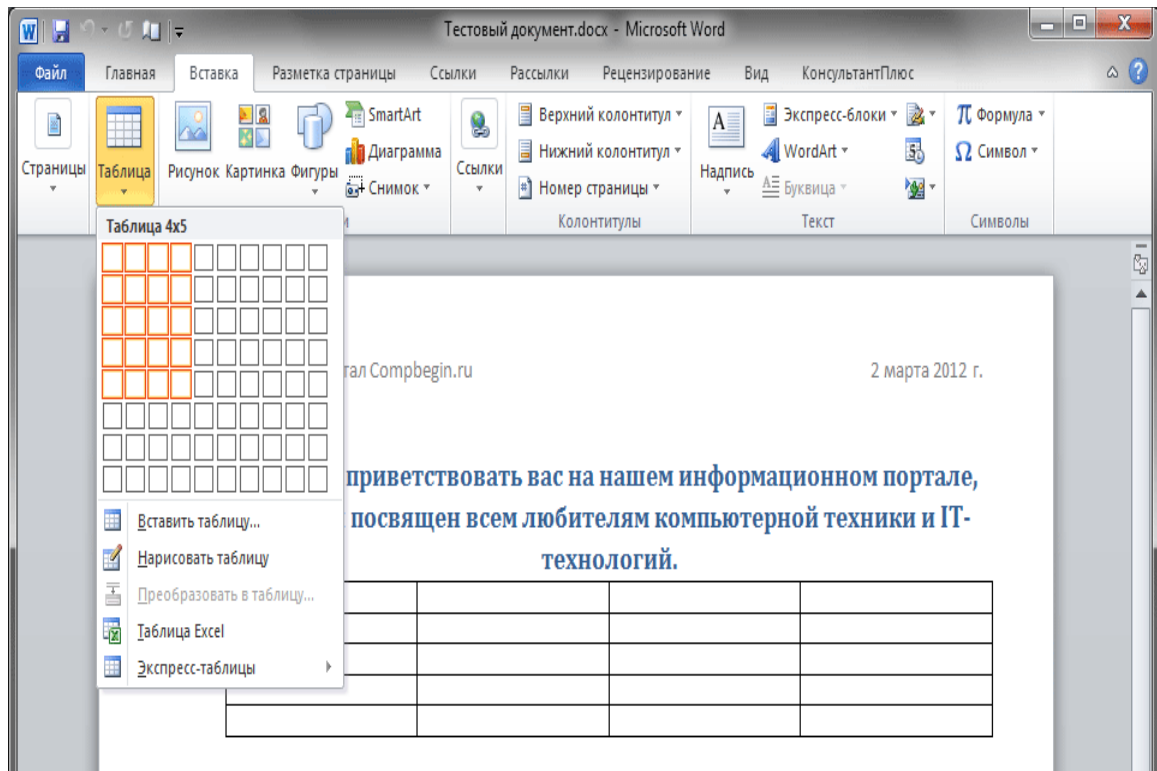 Тестовый документ.docx - Microsoft Word
Файл Главная Вставка Разметка страницы Ссылки Рассылки Рецензирование Вид КонсультантПлюс
Страницы
Таблица
Рисунок
Картинка
Фигуры
SmartArt
Диаграмма
Снимок
Ссылки
Верхний колонтитул
Нижний колонтитул
Номер страницы
Колонтитулы
Надпись
Экспресс-блоки
WordArt
Буквица
Текст
π Формула
Ω Символ
Символы
Таблица 4x5
Вставить таблицу...
Нарисовать таблицу
Преобразовать в таблицу...
Таблица Excel
Экспресс-таблицы
Compbegin.ru 2 марта 2012 г.
приветствовать вас на нашем информационном портале,
посвящен всем любителям компьютерной техники и IT-
технологий.